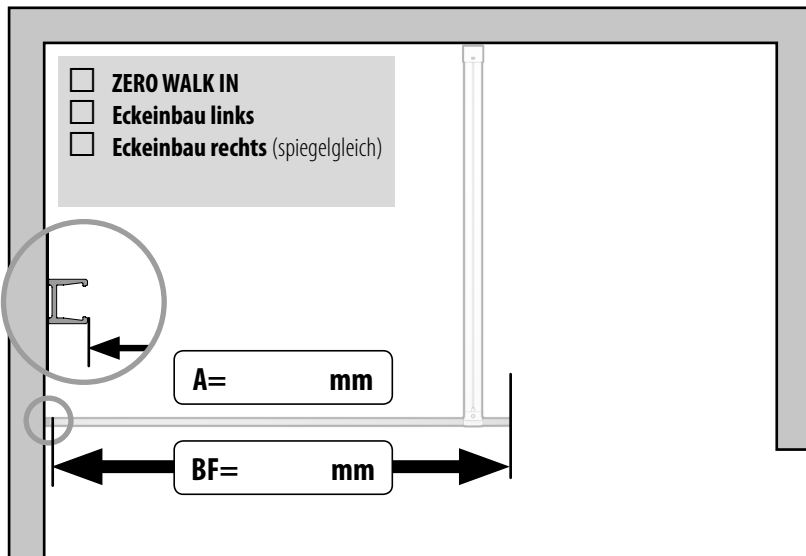 ZERO WALK IN
Eckeinbau links
Eckeinbau rechts (spiegelgleich)
A= mm
BF= mm